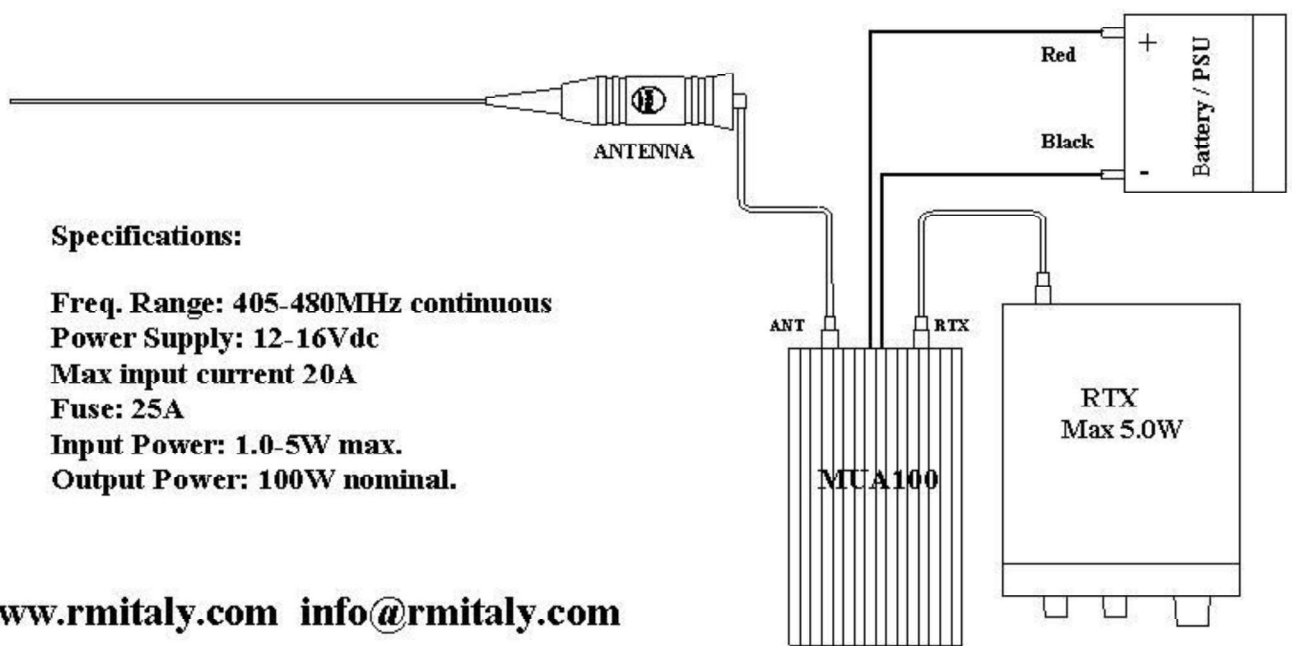 Red
+
Battery / PSU
Black
-
ANTENNA
Specifications:
Freq. Range: 405-480MHz continuous
Power Supply: 12-16Vdc
Max input current 20A
Fuse: 25A
Input Power: 1.0-5W max.
Output Power: 100W nominal.
ANT
RTX
RTX
Max 5.0W
MUA100
ww.rmitaly.com info@rmitaly.com